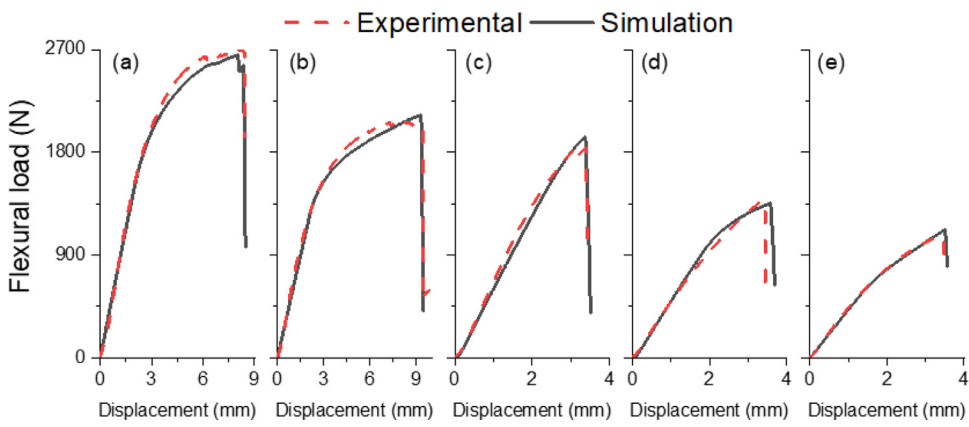 Experimental Simulation
(a) (b) (c) (d) (e)
Flexural load (N)
2700
1800
900
0
0 3 6 9 0 3 6 9 0 2 4 0 2 4 0 2 4
Displacement (mm) Displacement (mm) Displacement (mm) Displacement (mm) Displacement (mm)